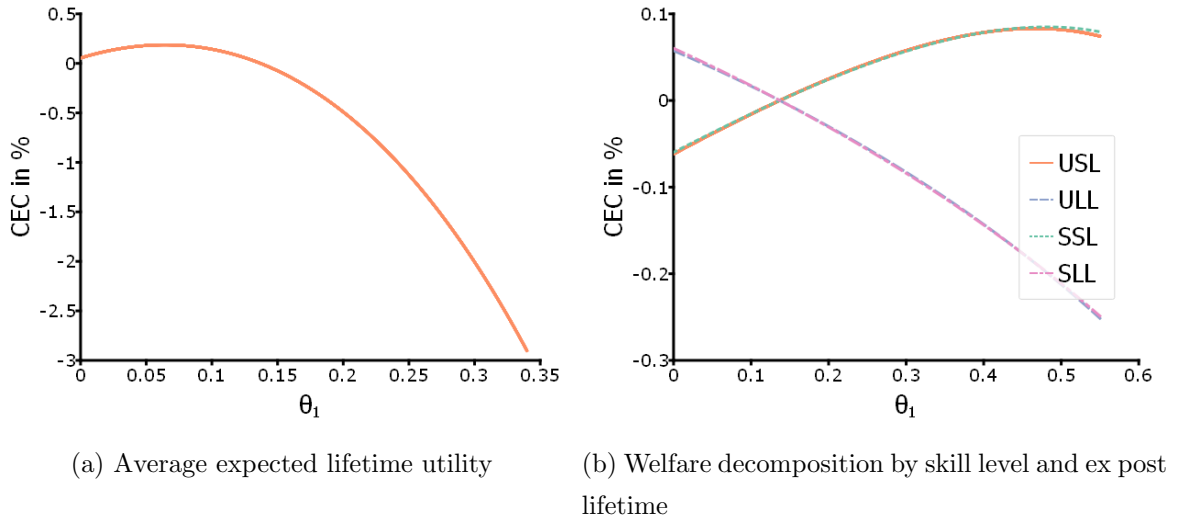 0.5
0
-0.5
-1
-1.5
-2
-2.5
-3
CEC in %
0 0.05 0.1 0.15 0.2 0.25 0.3 0.35
θ1
(a) Average expected lifetime utility
0.1
0
-0.1
-0.2
-0.3
CEC in %
0 0.1 0.2 0.3 0.4 0.5 0.6
θ1
USL
ULL
SSL
SLL
(b) Welfare decomposition by skill level and ex post
lifetime